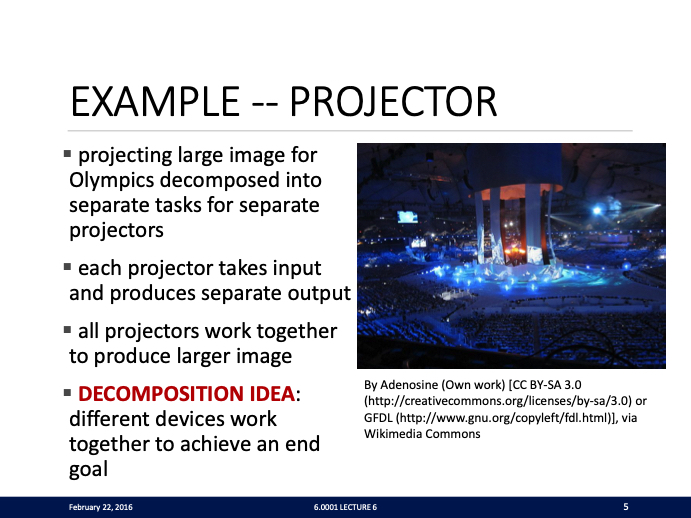 EXAMPLE -- PROJECTOR
▪ projecting large image for
Olympics decomposed into
separate tasks for separate
projectors
▪ each projector takes input
and produces separate output
▪ all projectors work together
to produce larger image
▪ DECOMPOSITION IDEA:
different devices work
together to achieve an end
goal
By Adenosine (Own work) [CC BY-SA 3.0
(http://creativecommons.org/licenses/by-sa/3.0) or
GFDL (http://www.gnu.org/copyleft/fdl.html)], via
Wikimedia Commons
February 22, 2016
6.0001 LECTURE 6
5